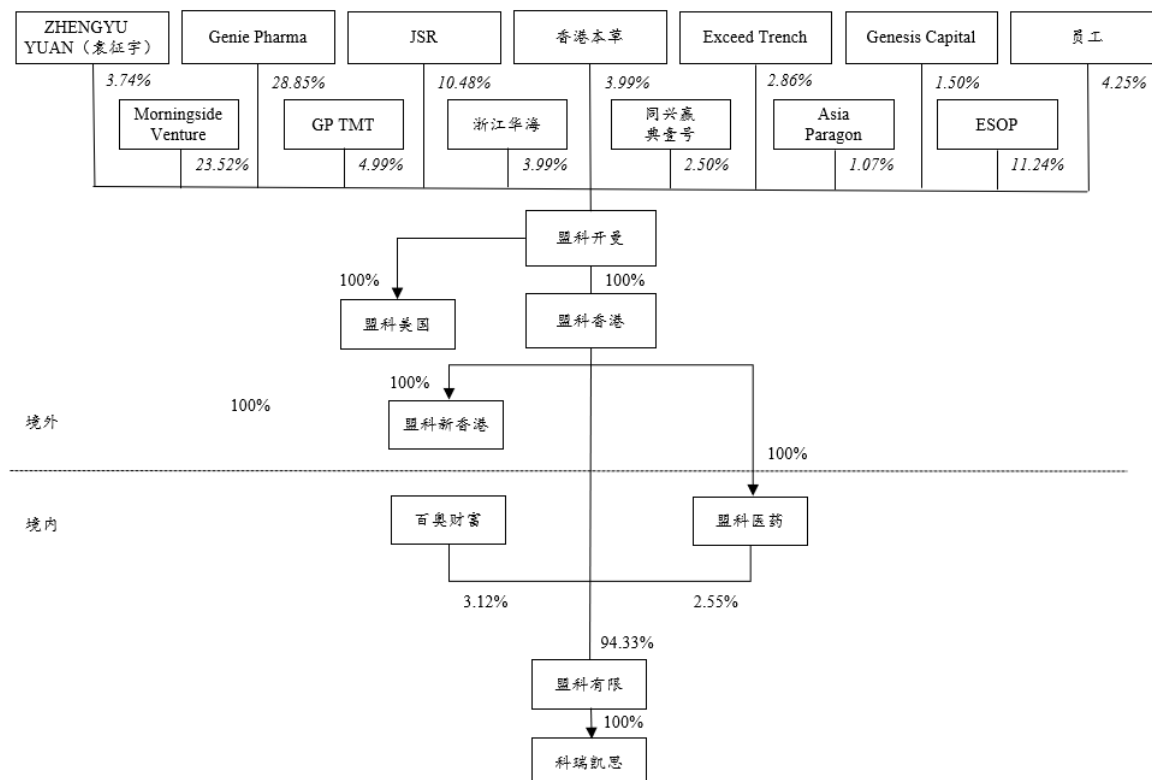 ZHENGYU
YUAN（袁征宇）
Genie Pharma
JSR
香港本草
Exceed Trench
Genesis Capital
员工
3.74%
28.85%
10.48%
3.99%
2.86%
1.50%
4.25%
Morningside
Venture
GP TMT
浙江华海
同兴赢
典壹号
Asia
Paragon
ESOP
23.52%
4.99%
3.99%
2.50%
1.07%
11.24%
盟科开曼
100%
100%
盟科美国
盟科香港
100%
100%
境外
盟科新香港
100%
境内
百奥财富
盟科医药
3.12%
2.55%
94.33%
盟科有限
100%
科瑞凯思